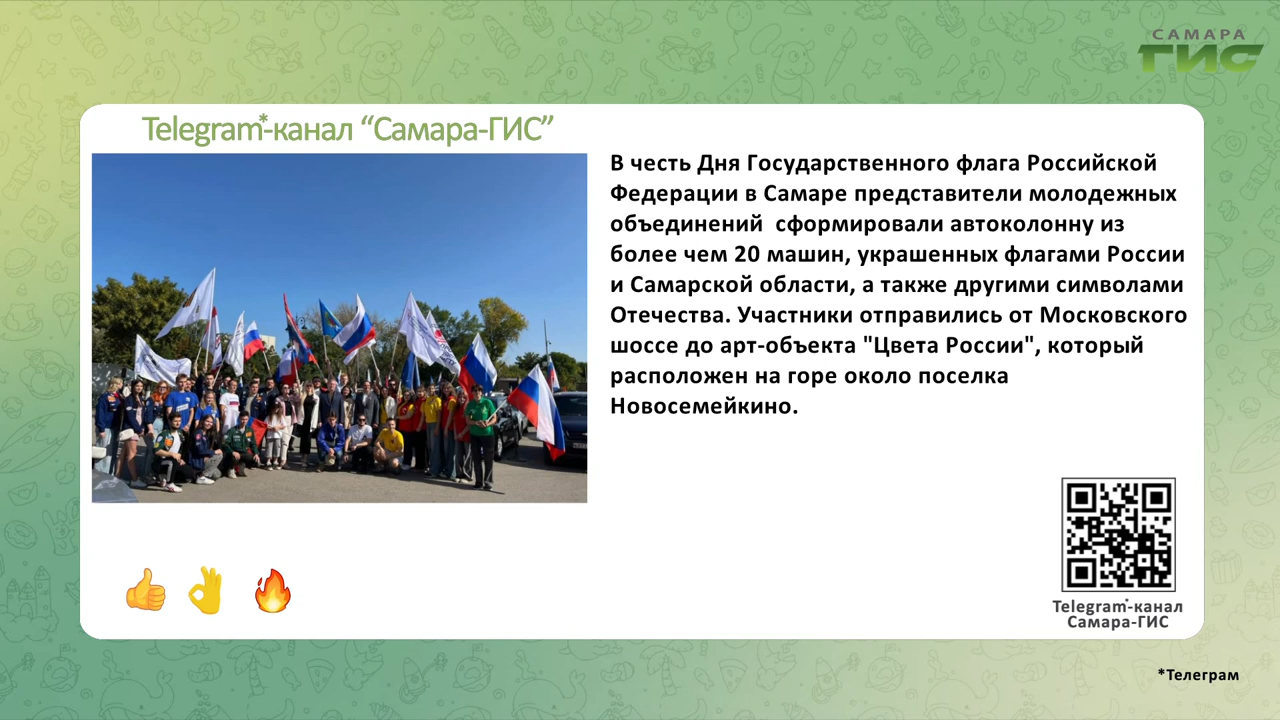 САМАРА
ГИС
Telegram*-канал “Самара-ГИС”
В честь Дня Государственного флага Российской
Федерации в Самаре представители молодежных
объединений  сформировали автоколонну из
более чем 20 машин, украшенных флагами России
и Самарской области, а также другими символами
Отечества. Участники отправились от Московского
шоссе до арт-объекта "Цвета России", который
расположен на горе около поселка
Новосемейкино.
Telegram*-канал
Самара-ГИС
*Телеграм